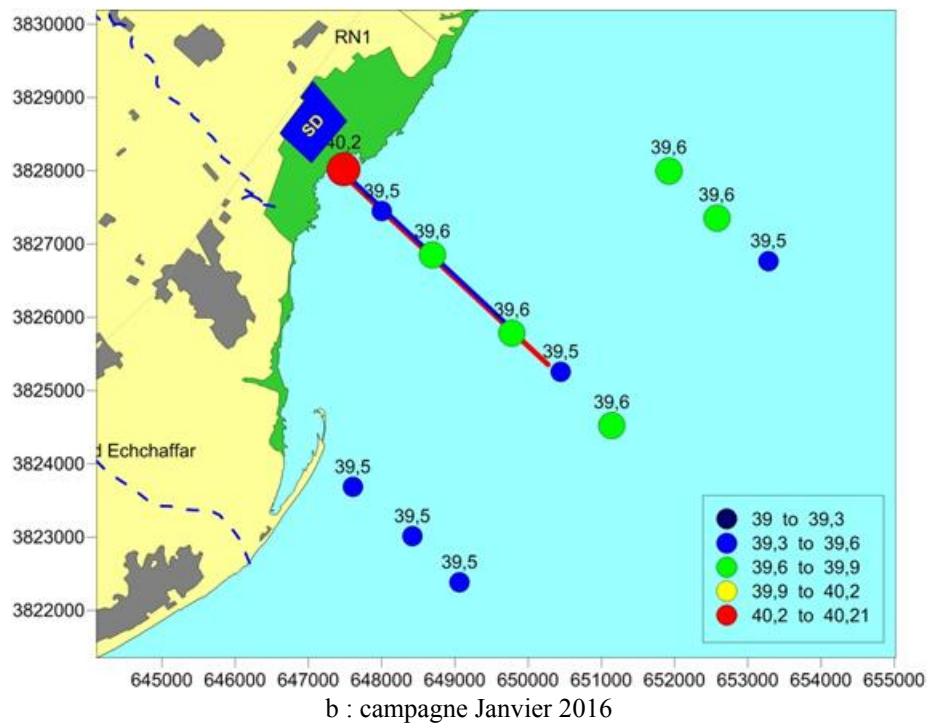 3830000
RN1
3829000
SD
40,2
3828000
39,6
39,5
39,6
3827000
39,6
39,5
3826000
39,6
39,5
3825000
39,6
3824000
d Echchaffar
39,5
3823000
39,5
39,5
3822000
39 to 39,3
39,3 to 39,6
39,6 to 39,9
39,9 to 40,2
40,2 to 40,21
645000 646000 647000 648000 649000 650000 651000 652000 653000 654000 655000
b : campagne Janvier 2016